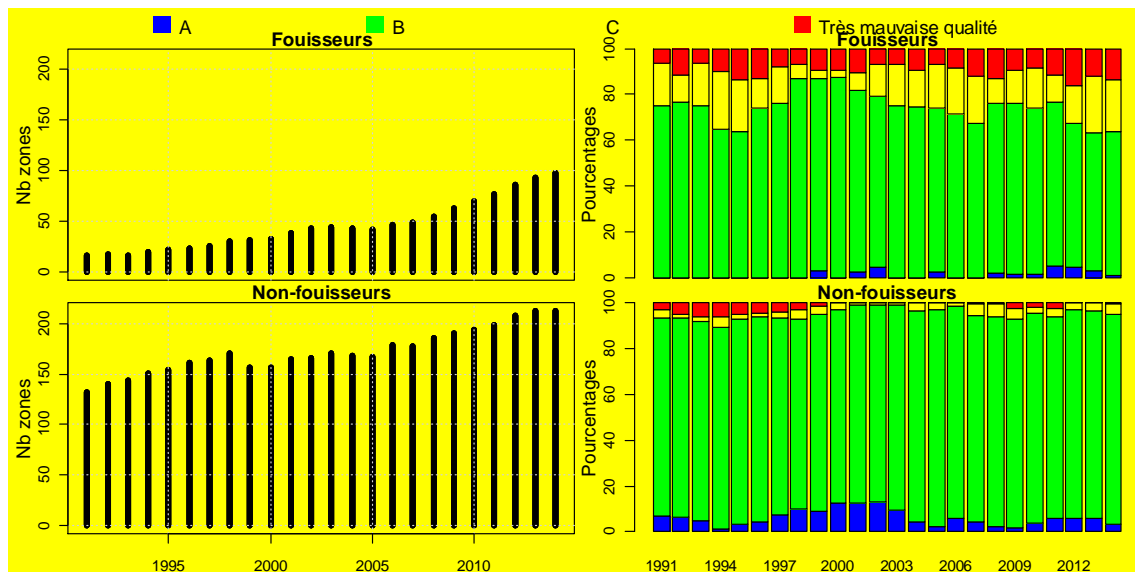 A B C Très mauvaise qualité
Fouisseurs
Nb zones
0 50 100 150 200
Fouisseurs
Pourcentages
0 20 40 60 80 100
Non-fouisseurs
Nb zones
0 50 100 150 200
1995 2000 2005 2010
Non-fouisseurs
Pourcentages
0 20 40 60 80 100
1991 1994 1997 2000 2003 2006 2009 2012